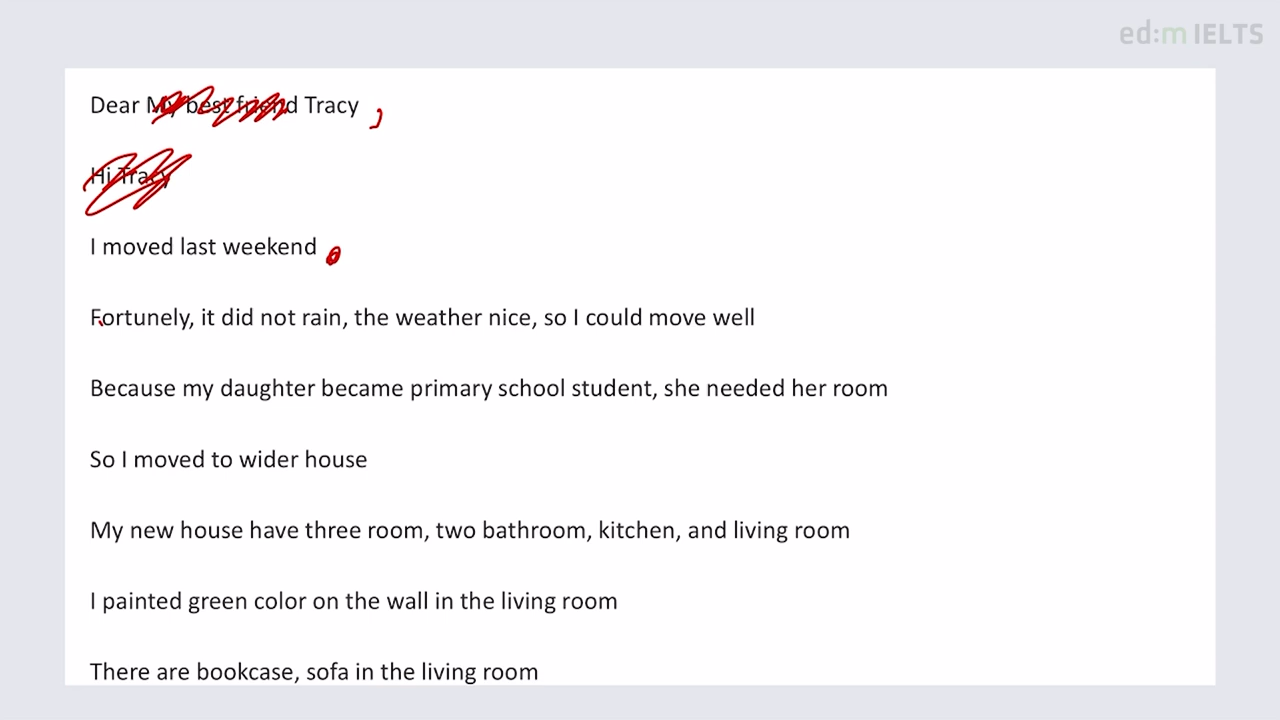 ed:m IELTS
Dear My best friend Tracy ,
Hi Tracy
I moved last weekend .
Fortunely, it did not rain, the weather nice, so I could move well
Because my daughter became primary school student, she needed her room
So I moved to wider house
My new house have three room, two bathroom, kitchen, and living room
I painted green color on the wall in the living room
There are bookcase, sofa in the living room